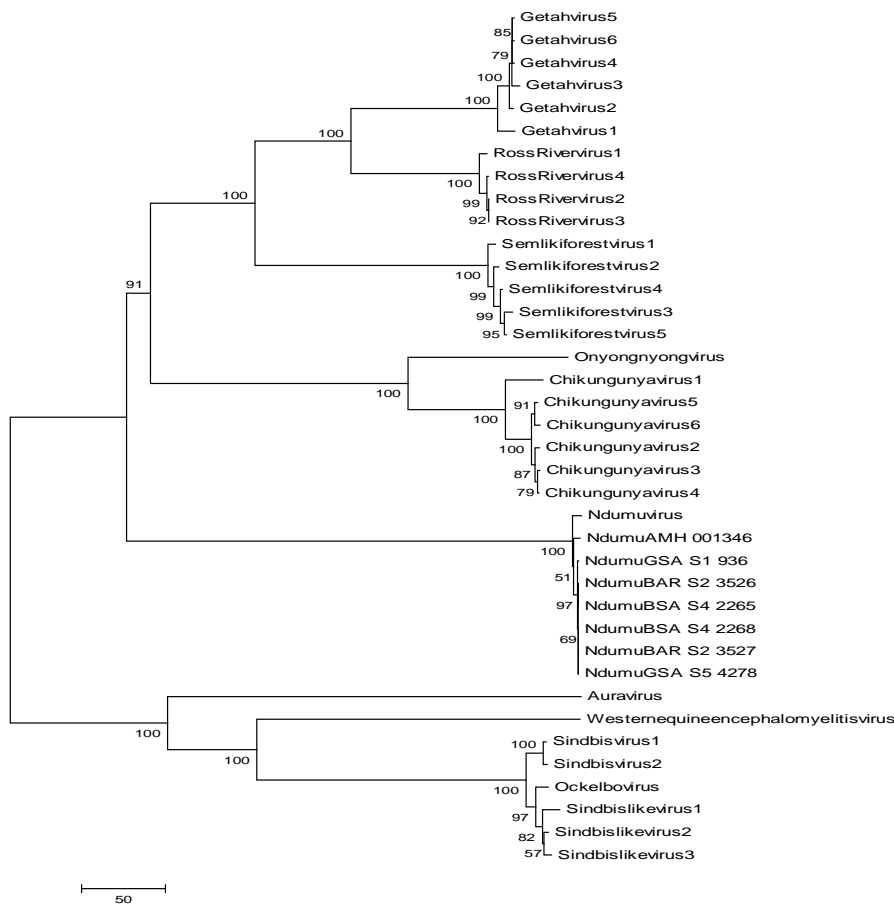 Getahvirus5
85
Getahvirus6
79
Getahvirus4
100
Getahvirus3
100
Getahvirus2
Getahvirus1
100
RossRivervirus1
100
RossRivervirus4
99
RossRivervirus2
92
RossRivervirus3
100
Semlikiforestvirus1
100
Semlikiforestvirus2
99
Semlikiforestvirus4
99
Semlikiforestvirus3
95
Semlikiforestvirus5
91
Onyongnyongvirus
100
Chikungunyavirus1
100
91
Chikungunyavirus5
Chikungunyavirus6
100
Chikungunyavirus2
87
Chikungunyavirus3
79
Chikungunyavirus4
Ndumuvirus
100
NdumuAMH 001346
NdumuGSA S1 936
51
NdumuBAR S2 3526
97
NdumuBSA S4 2265
NdumuBSA S4 2268
69
NdumuBAR S2 3527
NdumuGSA S5 4278
Auravirus
100
Westernequineencephalomyelitisvirus
100
100
Sindbisvirus1
Sindbisvirus2
100
Ockelbovirus
97
Sindbislikevirus1
82
Sindbislikevirus2
57
Sindbislikevirus3
50